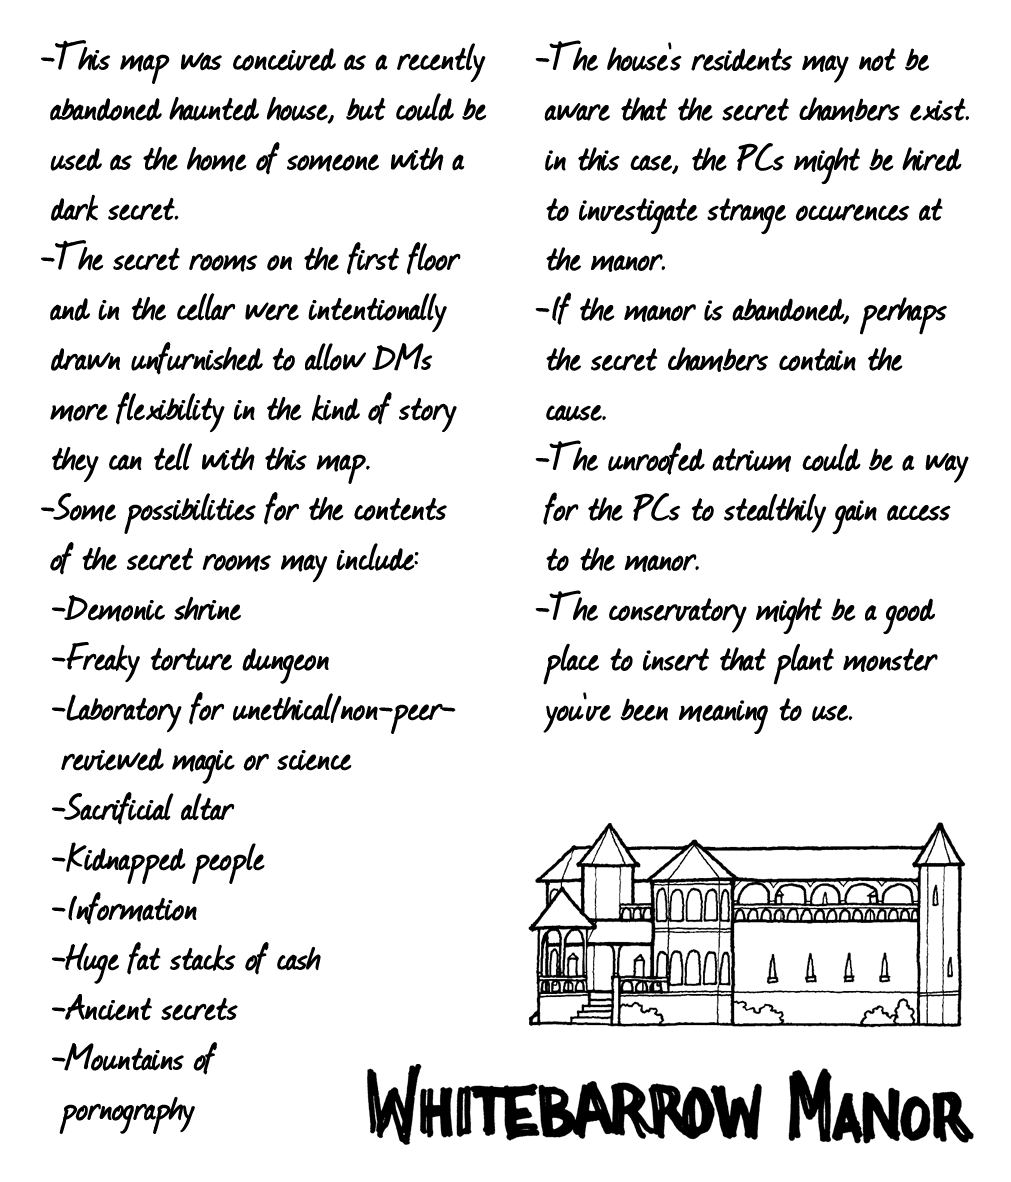 -This map was conceived as a recently
abandoned haunted house, but could be
used as the home of someone with a
dark secret.
-The secret rooms on the first floor
and in the cellar were intentionally
drawn unfurnished to allow DMs
more flexibility in the kind of story
they can tell with this map.
-Some possibilities for the contents
of the secret rooms may include:
-Demonic shrine
-Freaky torture dungeon
-Laboratory for unethical/non-peer-
reviewed magic or science
-Sacrificial altar
-Kidnapped people
-Information
-Huge fat stacks of cash
-Ancient secrets
-Mountains of
pornography
-The house's residents may not be
aware that the secret chambers exist.
in this case, the PCs might be hired
to investigate strange occurences at
the manor.
-If the manor is abandoned, perhaps
the secret chambers contain the
cause.
-The unroofed atrium could be a way
for the PCs to stealthily gain access
to the manor.
-The conservatory might be a good
place to insert that plant monster
you've been meaning to use.
WHITEBARROW MANOR